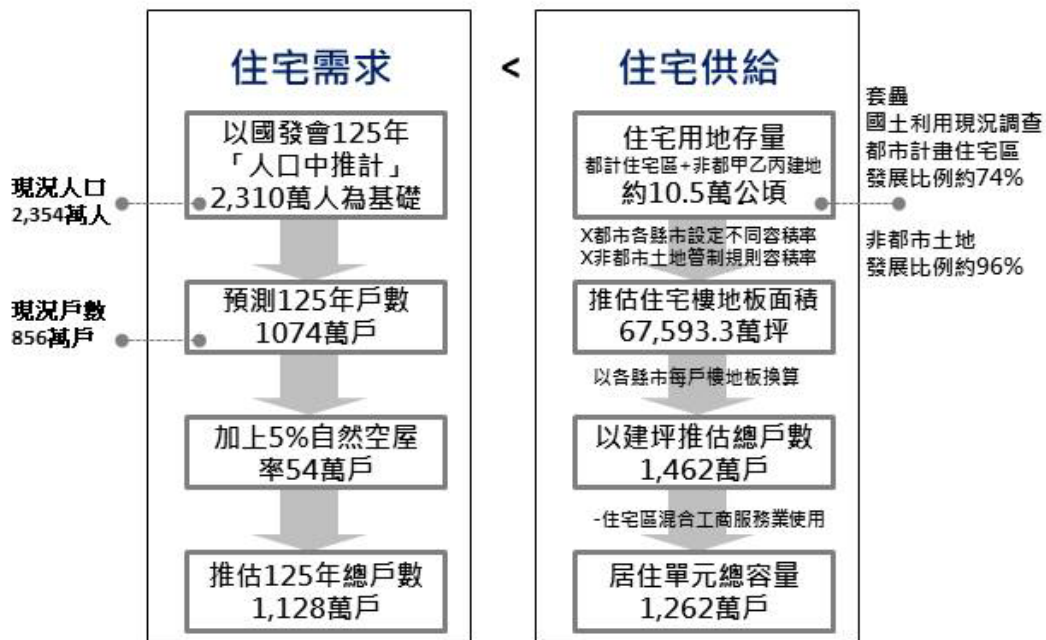 住宅需求
<
住宅供給
以國發會125年
「人口中推計」
2,310萬人為基礎
現況人口
2,354萬人
預測125年戶數
1074萬戶
現況戶數
856萬戶
加上5%自然空屋
率54萬戶
推估125年總戶數
1,128萬戶
住宅用地存量
都計住宅區+非都甲乙丙建地
約10.5萬公頃
套疊
國土利用現況調查
都市計畫住宅區
發展比例約74%
非都市土地
發展比例約96%
X都市各縣市設定不同容積率
X非都市土地管制規則容積率
推估住宅樓地板面積
67,593.3萬坪
以各縣市每戶樓地板換算
以建坪推估總戶數
1,462萬戶
-住宅區混合工商服務業使用
居住單元總容量
1,262萬戶